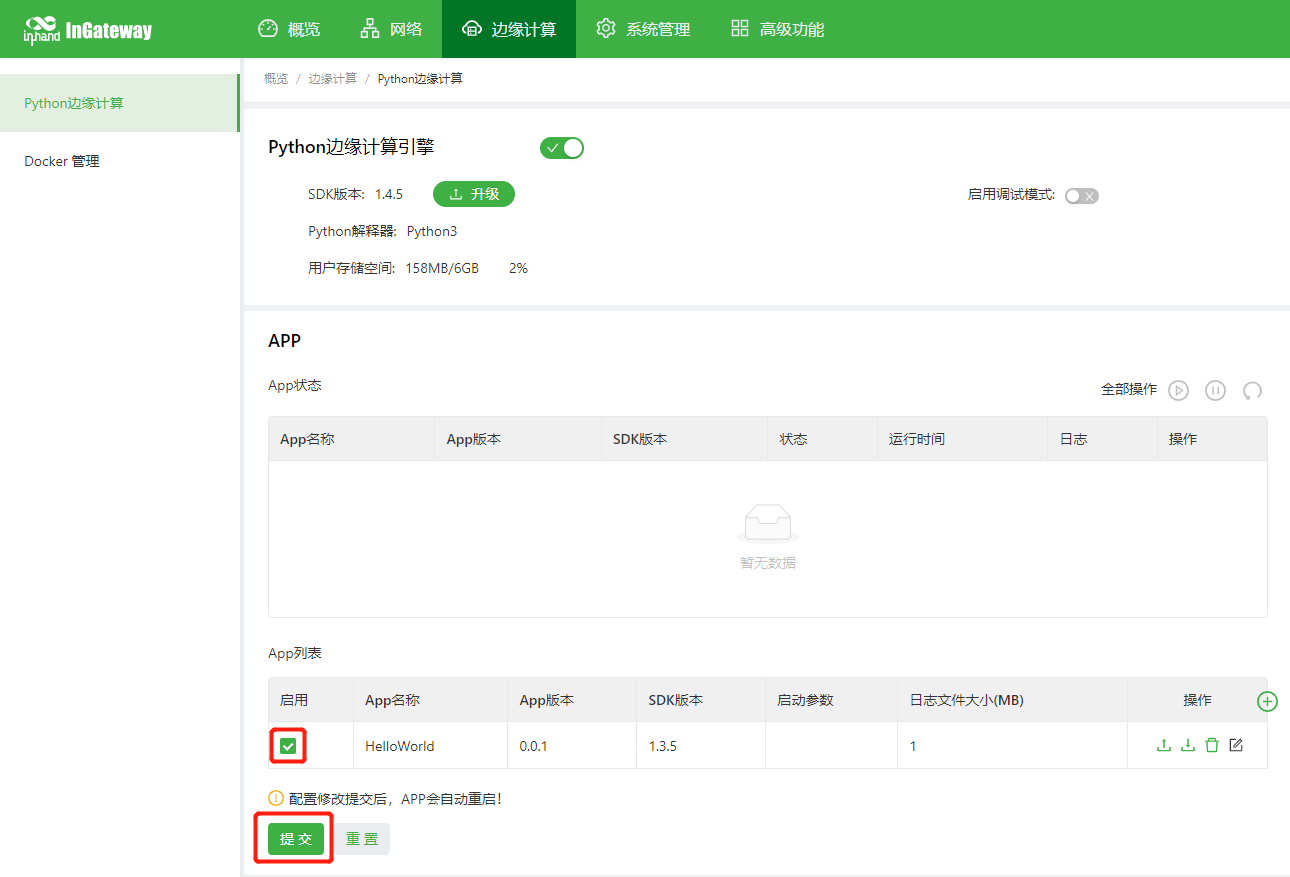 inhand InGateway 概览 网络 边缘计算 系统管理 高级功能
概览 / 边缘计算 / Python边缘计算
Python边缘计算
Docker 管理
Python边缘计算引擎
SDK版本: 1.4.5 升级 启用调试模式:
Python解释器: Python3
用户存储空间: 158MB/6GB 2%
APP
App状态 全部操作
App名称 App版本 SDK版本 状态 运行时间 日志 操作
暂无数据
App列表
启用 App名称 App版本 SDK版本 启动参数 日志文件大小(MB) 操作
HelloWorld 0.0.1 1.3.5 1
配置修改提交后，APP会自动重启！
提交 重置